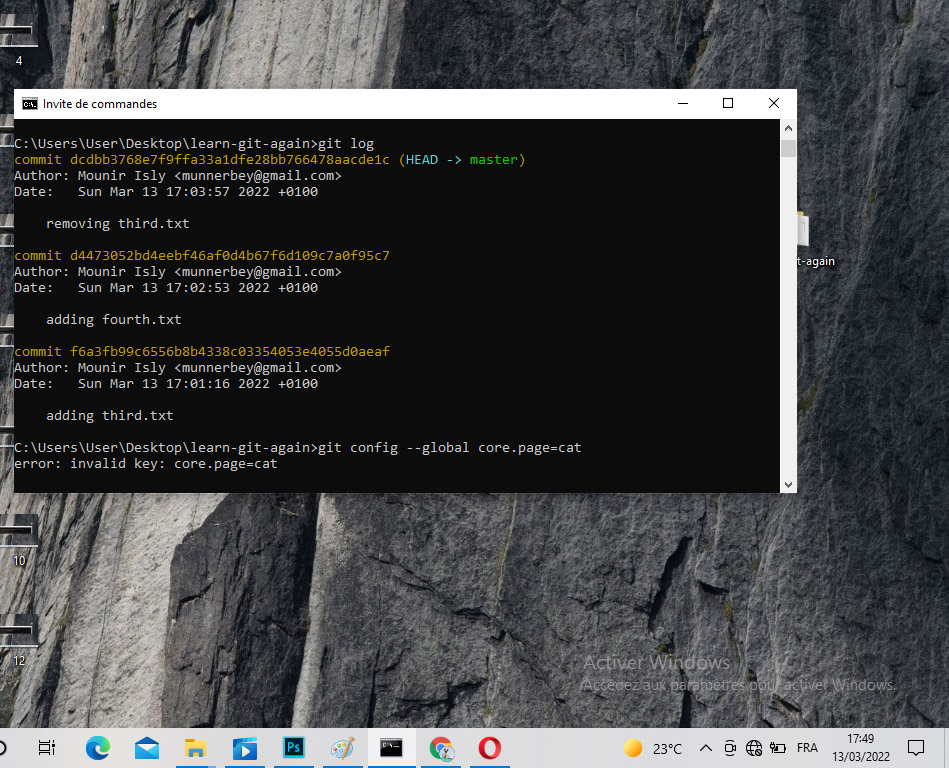 4
Invite de commandes
C:\Users\User\Desktop\learn-git-again>git log
commit dcdbb3768e7f9ffa33a1dfe28bb766478aacde1c (HEAD -> master)
Author: Mounir Isly <munnerbey@gmail.com>
Date:   Sun Mar 13 17:03:57 2022 +0100
removing third.txt
commit d4473052bd4eebf46af0d4b67f6d109c7a0f95c7
Author: Mounir Isly <munnerbey@gmail.com>
Date:   Sun Mar 13 17:02:53 2022 +0100
t-again
adding fourth.txt
commit f6a3fb99c6556b8b4338c03354053e4055d0aeaf
Author: Mounir Isly <munnerbey@gmail.com>
Date:   Sun Mar 13 17:01:16 2022 +0100
adding third.txt
C:\Users\User\Desktop\learn-git-again>git config --global core.page=cat
error: invalid key: core.page=cat
10
12
Activer Windows
Accédez aux paramètres pour activer Windows.
Ps
23°C
FRA
17:49
13/03/2022